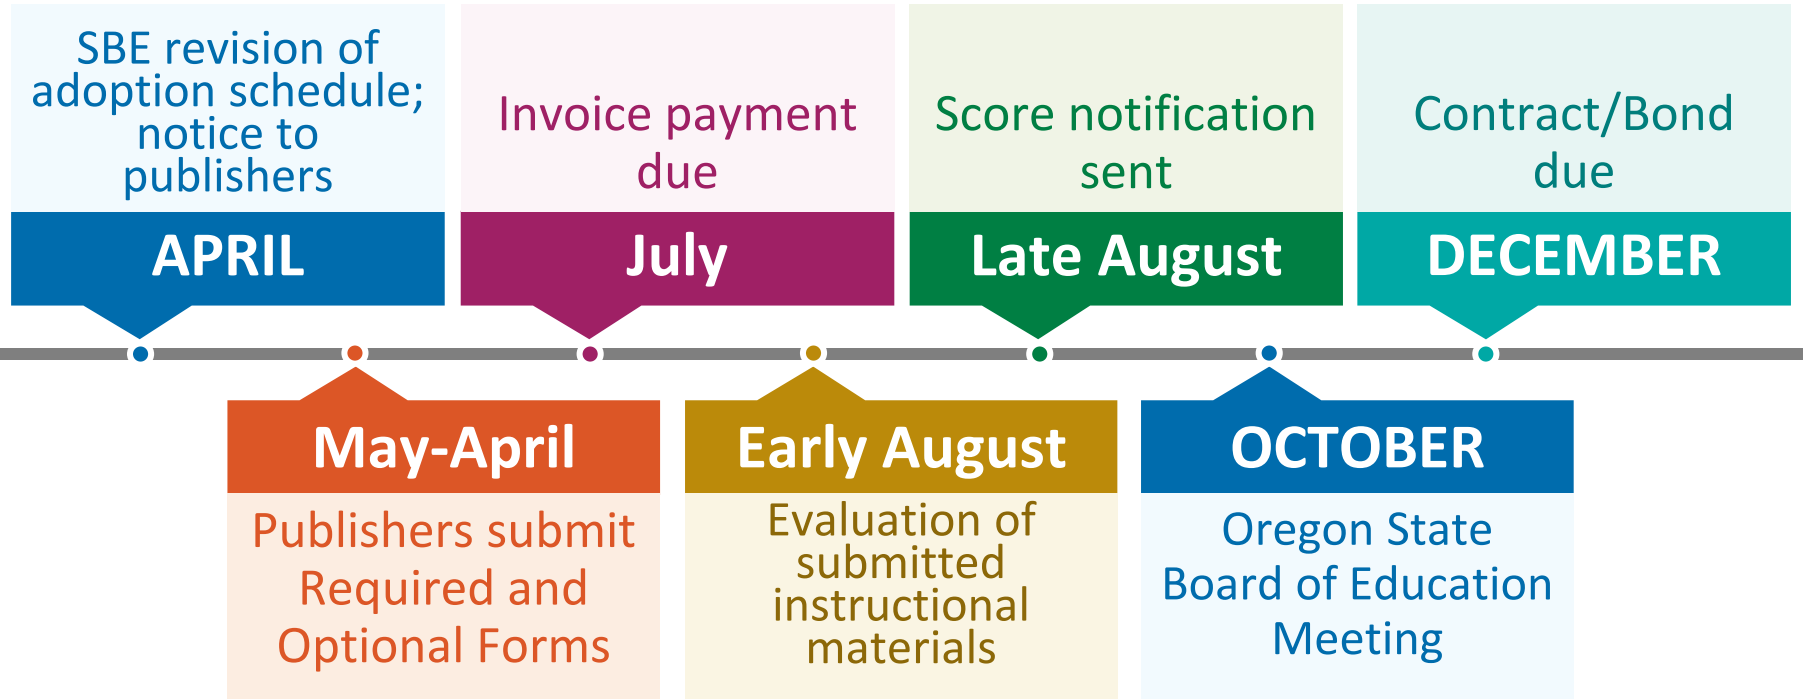 SBE revision of
adoption schedule;
notice to
publishers
APRIL
Invoice payment
due
July
Score notification
sent
Late August
Contract/Bond
due
DECEMBER
May-April
Publishers submit
Required and
Optional Forms
Early August
Evaluation of
submitted
instructional
materials
OCTOBER
Oregon State
Board of Education
Meeting